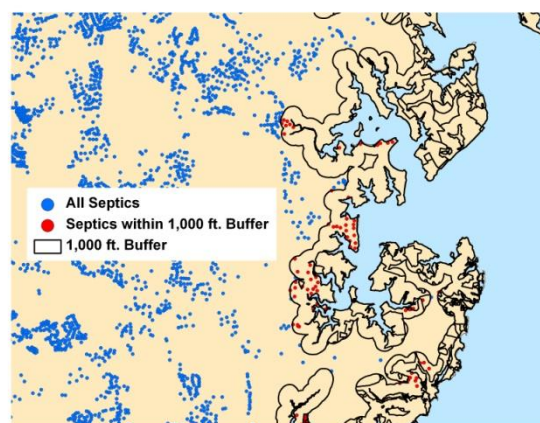 All Septics
Septics within 1,000 ft. Buffer
1,000 ft. Buffer